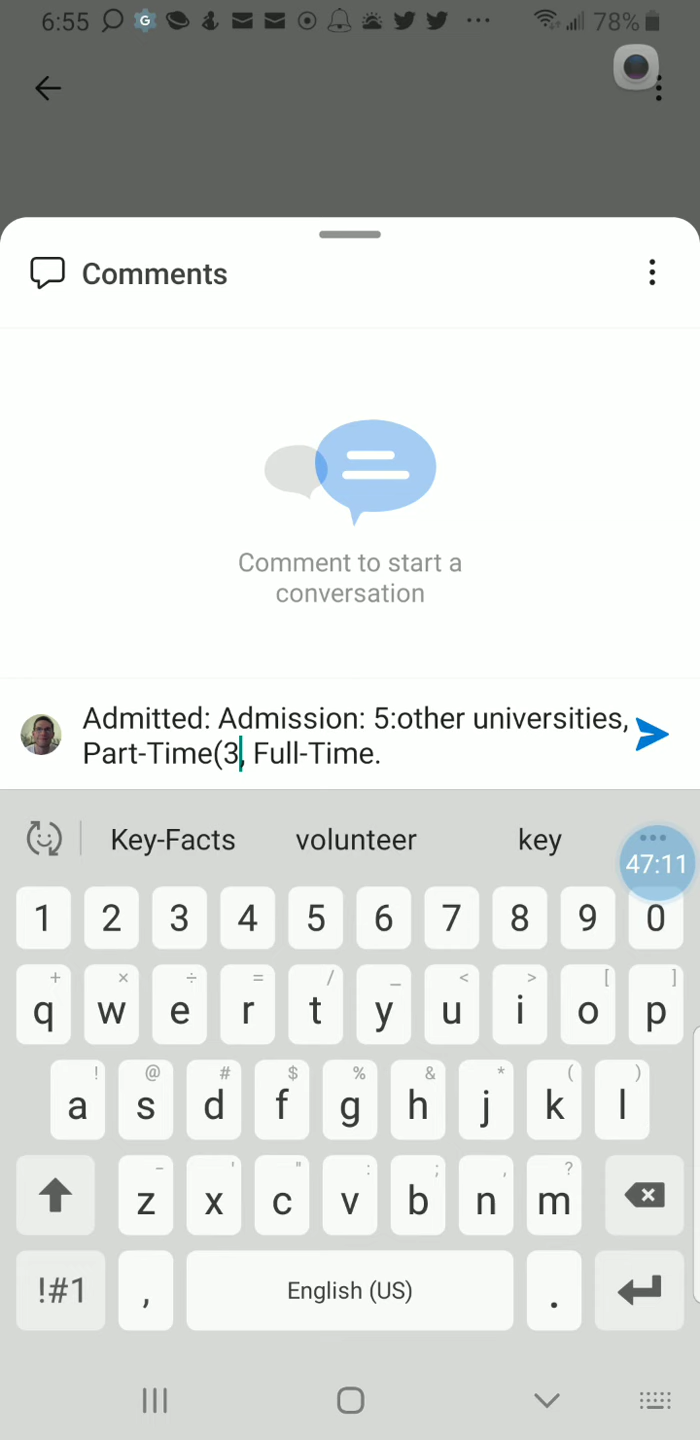 6:55 G 78%
Comments
Comment to start a
conversation
Admitted: Admission: 5:other universities,
Part-Time(3, Full-Time.
Key-Facts volunteer key
47:11
1 2 3 4 5 6 7 8 9 0
+ × ÷ = / _ < > [ ]
q w e r t y u i o p
! @ # $ % & * ( )
a s d f g h j k l
- ' " : ; , ?
z x c v b n m
!#1 , English (US) .